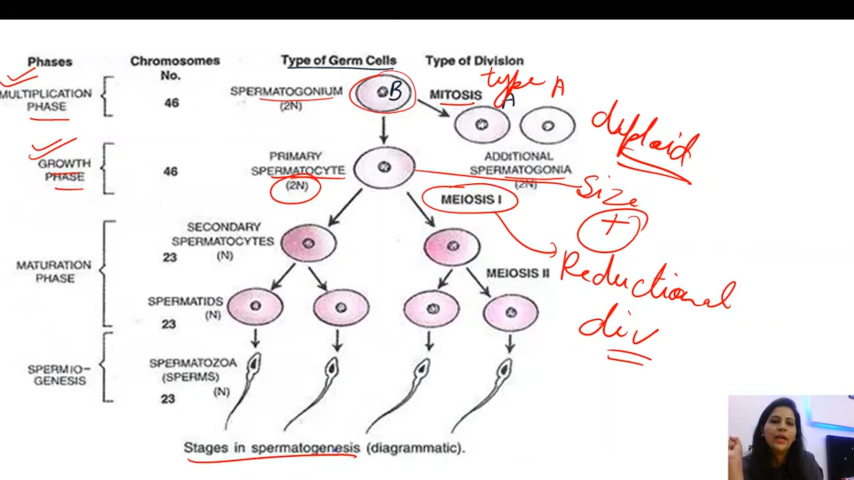 Phases Chromosomes No. Type of Germ Cells Type of Division
MULTIPLICATION PHASE 46 SPERMATOGONIUM (2N) B MITOSIS type A
A
diploid
GROWTH PHASE 46 PRIMARY SPERMATOCYTE (2N) ADDITIONAL SPERMATOGONIA (2N)
Size
+
MEIOSIS I
Reductional
div
MATURATION PHASE
SECONDARY SPERMATOCYTES (N) 23
MEIOSIS II
SPERMATIDS (N) 23
SPERMIO-
GENESIS
SPERMATOZOA (SPERMS) (N) 23
Stages in spermatogenesis (diagrammatic).